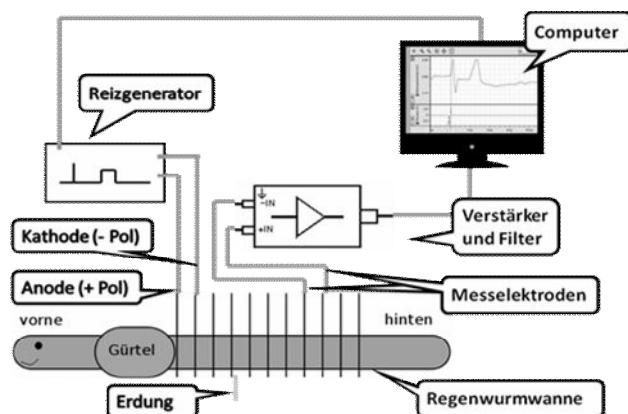 Computer
Reizgenerator
−IN
+IN
Verstärker
und Filter
Kathode (- Pol)
Anode (+ Pol)
Messelektroden
vorne
hinten
Gürtel
Erdung
Regenwurmwanne